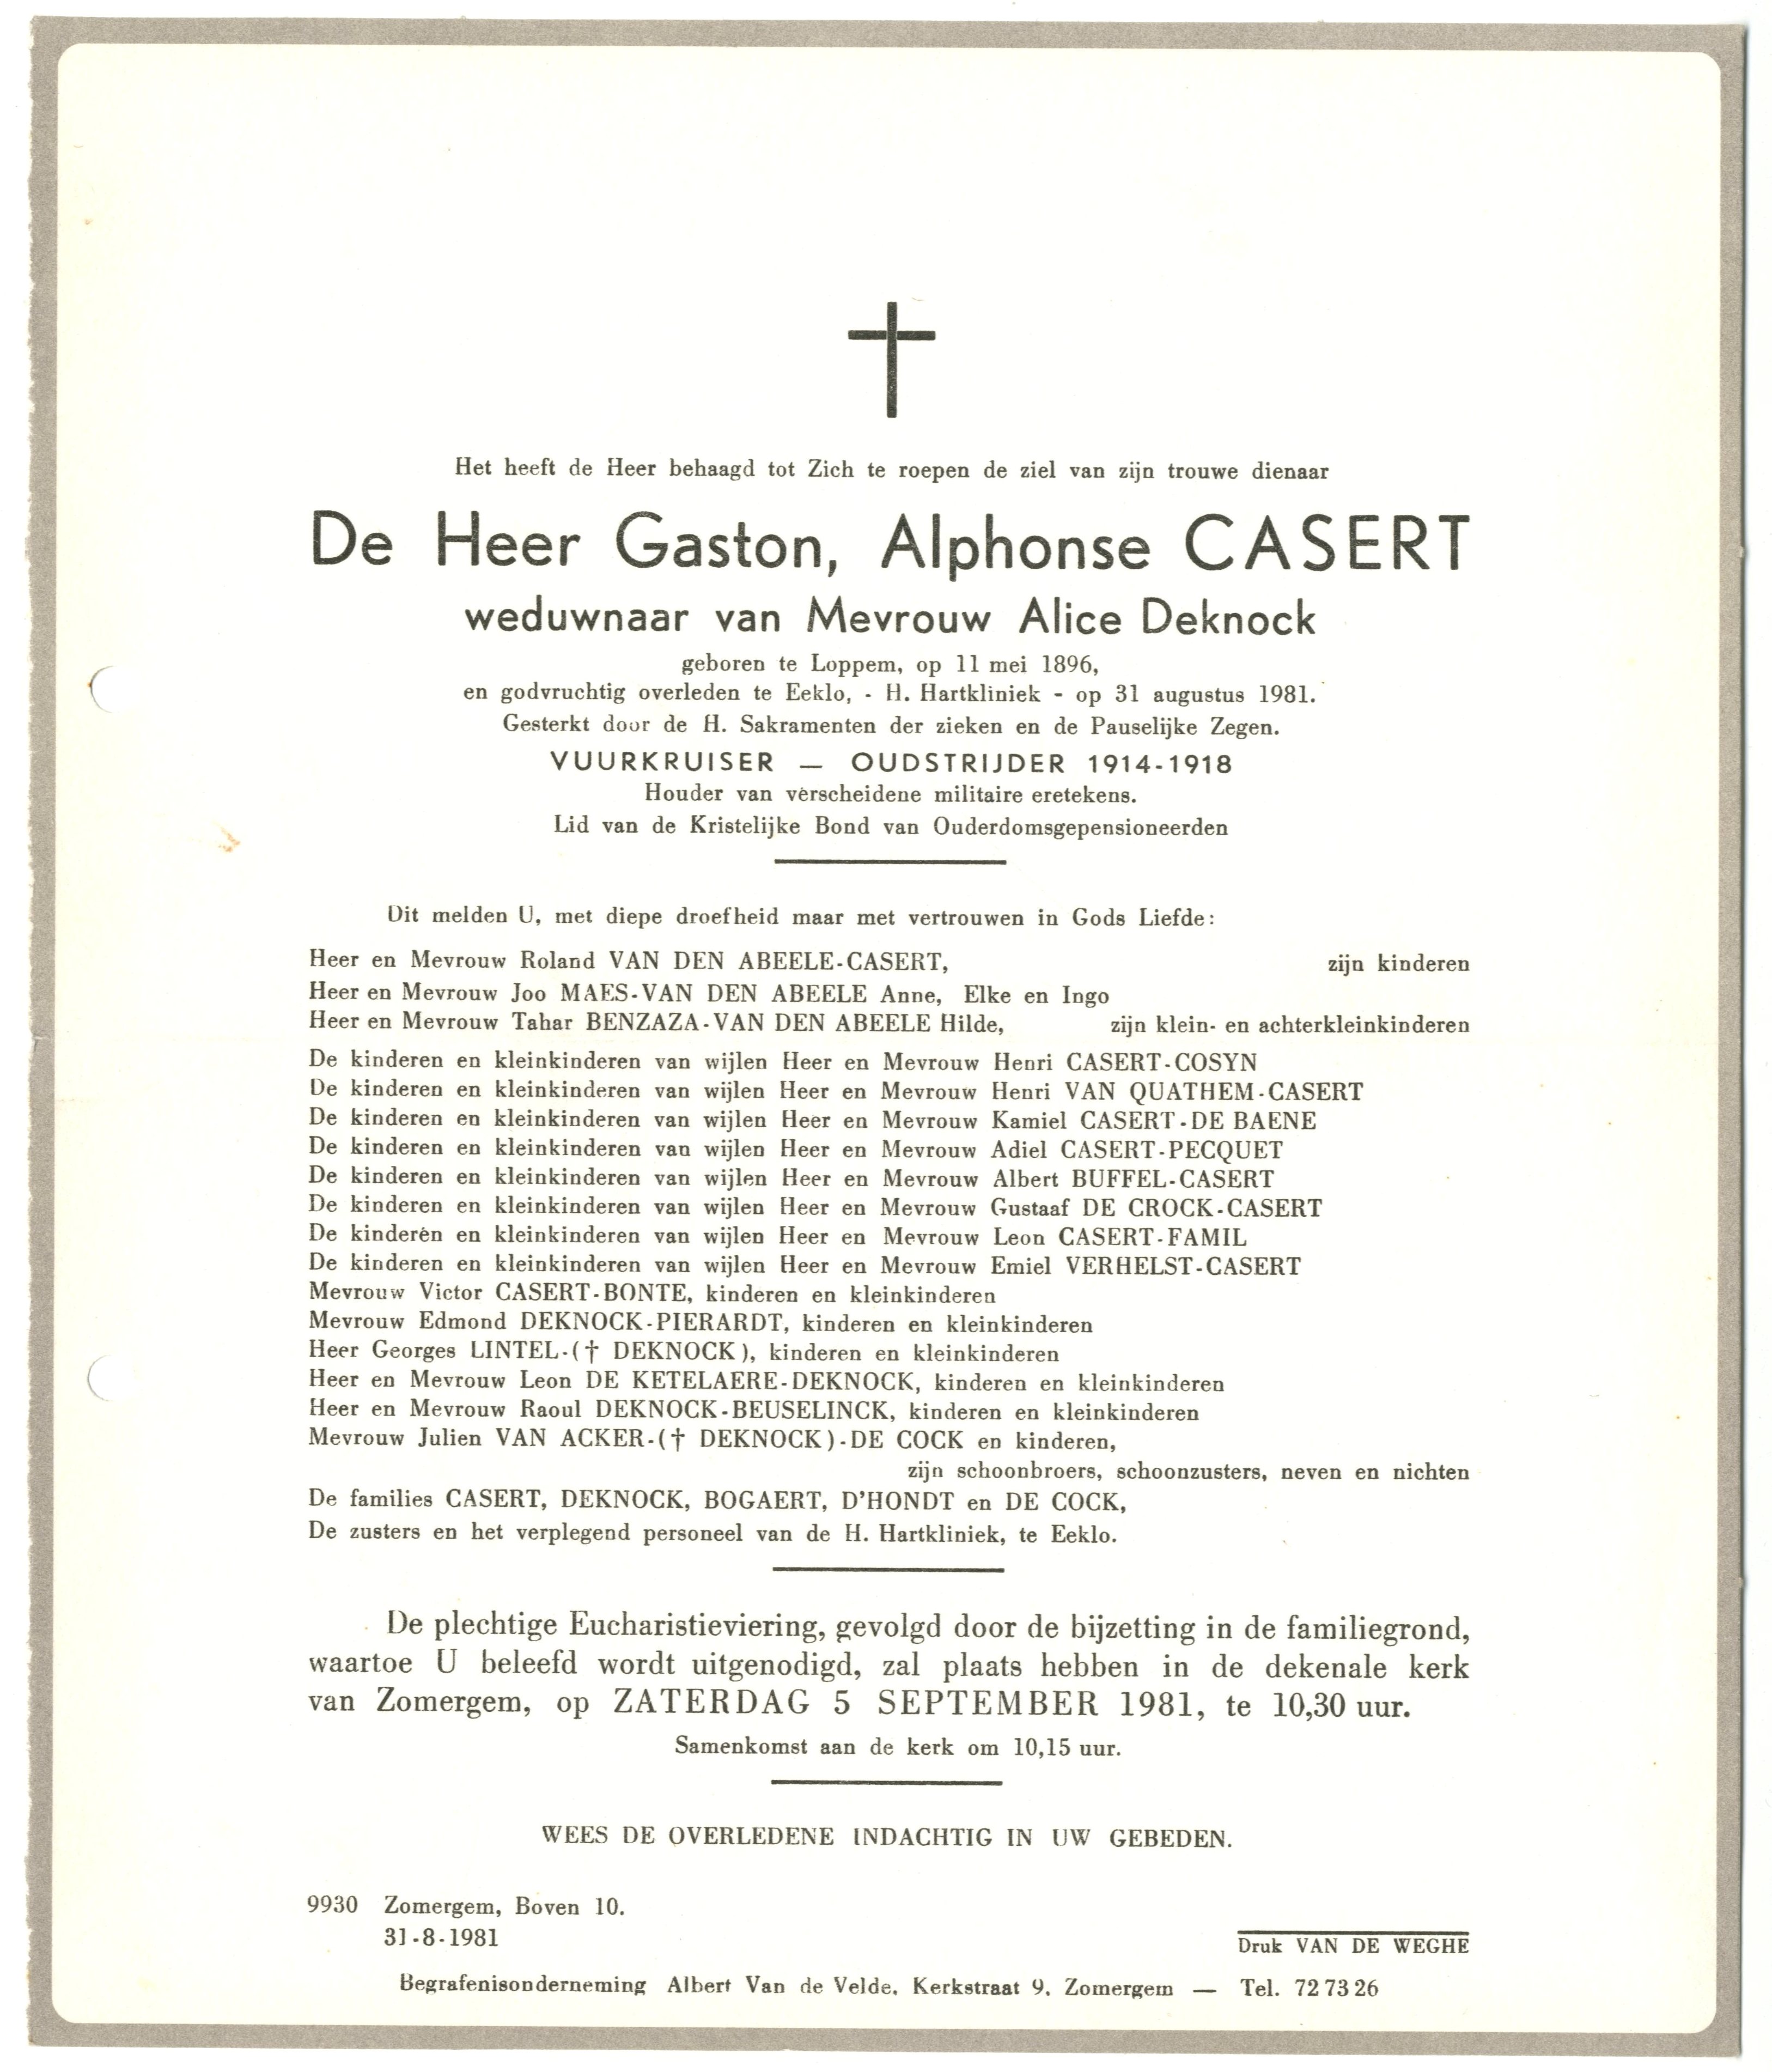 Het heeft de Heer behaagd tot Zich te roepen de ziel van zijn trouwe dienaar
De Heer Gaston, Alphonse CASERT
weduwnaar van Mevrouw Alice Deknock
geboren te Loppem, op 11 mei 1896,
en godvruchtig overleden te Eeklo, - H. Hartkliniek - op 31 augustus 1981.
Gesterkt door de H. Sakramenten der zieken en de Pauselijke Zegen.
VUURKRUISER — OUDSTRIJDER 1914-1918
Houder van verscheidene militaire eretekens.
Lid van de Kristelijke Bond van Ouderdomsgepensioneerden
Dit melden U, met diepe droefheid maar met vertrouwen in Gods Liefde:
Heer en Mevrouw Roland VAN DEN ABEELE-CASERT, zijn kinderen
Heer en Mevrouw Joo MAES-VAN DEN ABEELE Anne, Elke en Ingo
Heer en Mevrouw Tahar BENZAZA-VAN DEN ABEELE Hilde, zijn klein- en achterkleinkinderen
De kinderen en kleinkinderen van wijlen Heer en Mevrouw Henri CASERT-COSYN
De kinderen en kleinkinderen van wijlen Heer en Mevrouw Henri VAN QUATHEM-CASERT
De kinderen en kleinkinderen van wijlen Heer en Mevrouw Kamiel CASERT-DE BAENE
De kinderen en kleinkinderen van wijlen Heer en Mevrouw Adiel CASERT-PECQUET
De kinderen en kleinkinderen van wijlen Heer en Mevrouw Albert BUFFEL-CASERT
De kinderen en kleinkinderen van wijlen Heer en Mevrouw Gustaaf DE CROCK-CASERT
De kinderen en kleinkinderen van wijlen Heer en Mevrouw Leon CASERT-FAMIL
De kinderen en kleinkinderen van wijlen Heer en Mevrouw Emiel VERHELST-CASERT
Mevrouw Victor CASERT-BONTE, kinderen en kleinkinderen
Mevrouw Edmond DEKNOCK-PIERARDT, kinderen en kleinkinderen
Heer Georges LINTEL-(† DEKNOCK), kinderen en kleinkinderen
Heer en Mevrouw Leon DE KETELAERE-DEKNOCK, kinderen en kleinkinderen
Heer en Mevrouw Raoul DEKNOCK-BEUSELINCK, kinderen en kleinkinderen
Mevrouw Julien VAN ACKER-(† DEKNOCK)-DE COCK en kinderen,
zijn schoonbroers, schoonzusters, neven en nichten
De families CASERT, DEKNOCK, BOGAERT, D'HONDT en DE COCK,
De zusters en het verplegend personeel van de H. Hartkliniek, te Eeklo.
De plechtige Eucharistieviering, gevolgd door de bijzetting in de familiegrond,
waartoe U beleefd wordt uitgenodigd, zal plaats hebben in de dekenale kerk
van Zomergem, op ZATERDAG 5 SEPTEMBER 1981, te 10,30 uur.
Samenkomst aan de kerk om 10,15 uur.
WEES DE OVERLEDENE INDACHTIG IN UW GEBEDEN.
9930 Zomergem, Boven 10.
31-8-1981
Druk VAN DE WEGHE
Begrafenisonderneming Albert Van de Velde, Kerkstraat 9, Zomergem — Tel. 72 73 26